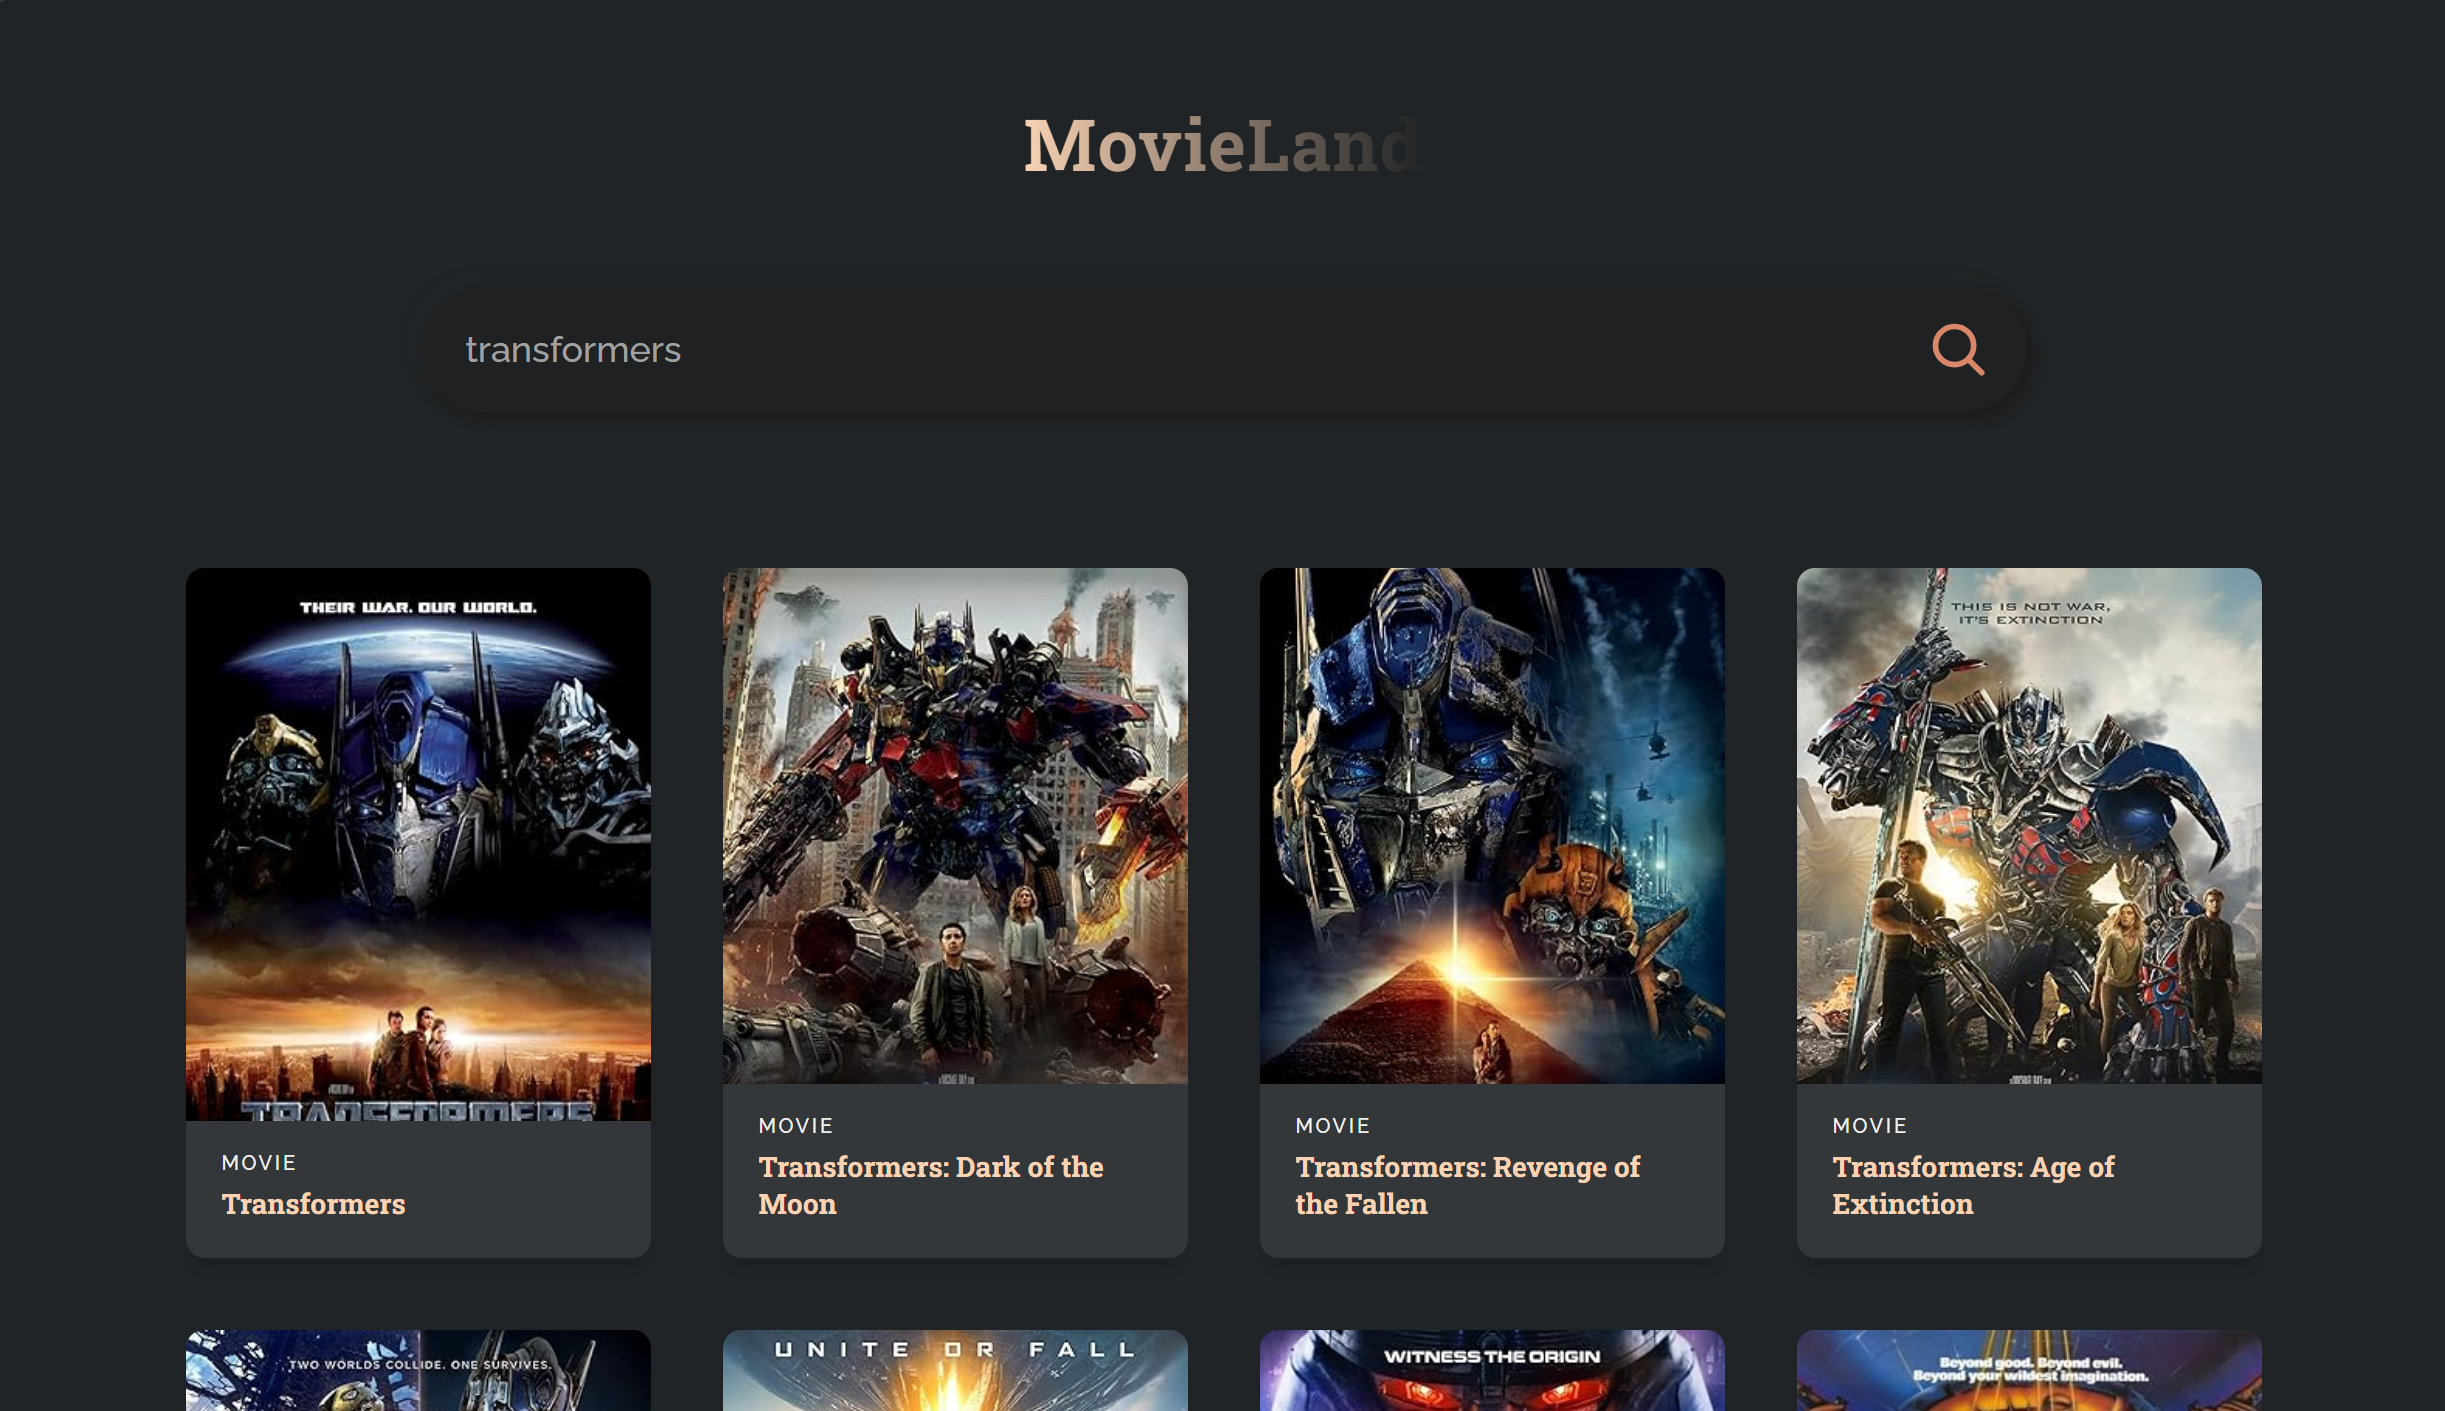 MovieLand
transformers
THEIR WAR. OUR WORLD.
THIS IS NOT WAR,
IT'S EXTINCTION
TRANSFORMERS
MOVIE
Transformers
MOVIE
Transformers: Dark of the
Moon
MOVIE
Transformers: Revenge of
the Fallen
MOVIE
Transformers: Age of
Extinction
TWO WORLDS COLLIDE. ONE SURVIVES.
UNITE OR FALL
WITNESS THE ORIGIN
Beyond good. Beyond evil.
Beyond your wildest imagination.